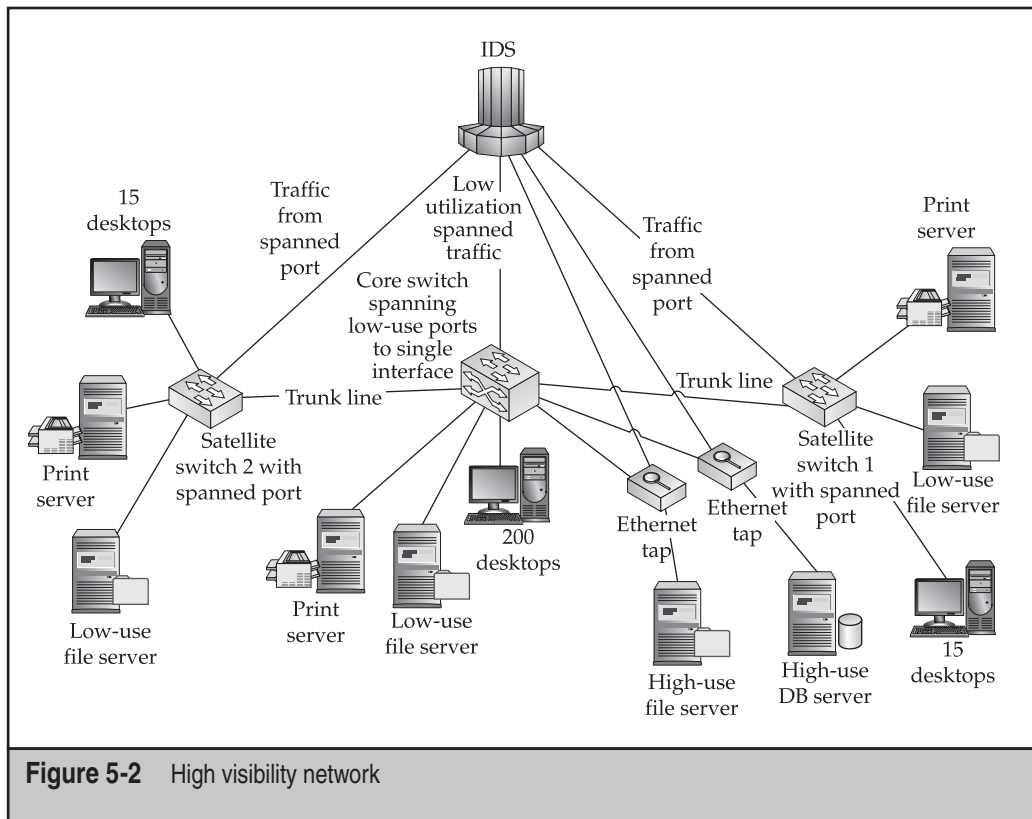 IDS
15
desktops
Traffic
from
spanned
port
Low
utilization
spanned
traffic
Traffic
from
spanned
port
Print
server
Core switch
spanning
low-use ports
to single
interface
Trunk line
Trunk line
Print
server
Satellite
switch 2 with
spanned port
Satellite
switch 1
with spanned
port
Low-use
file server
200
desktops
Ethernet
tap
Ethernet
tap
Low-use
file server
Print
server
Low-use
file server
High-use
file server
High-use
DB server
15
desktops
Figure 5-2 High visibility network